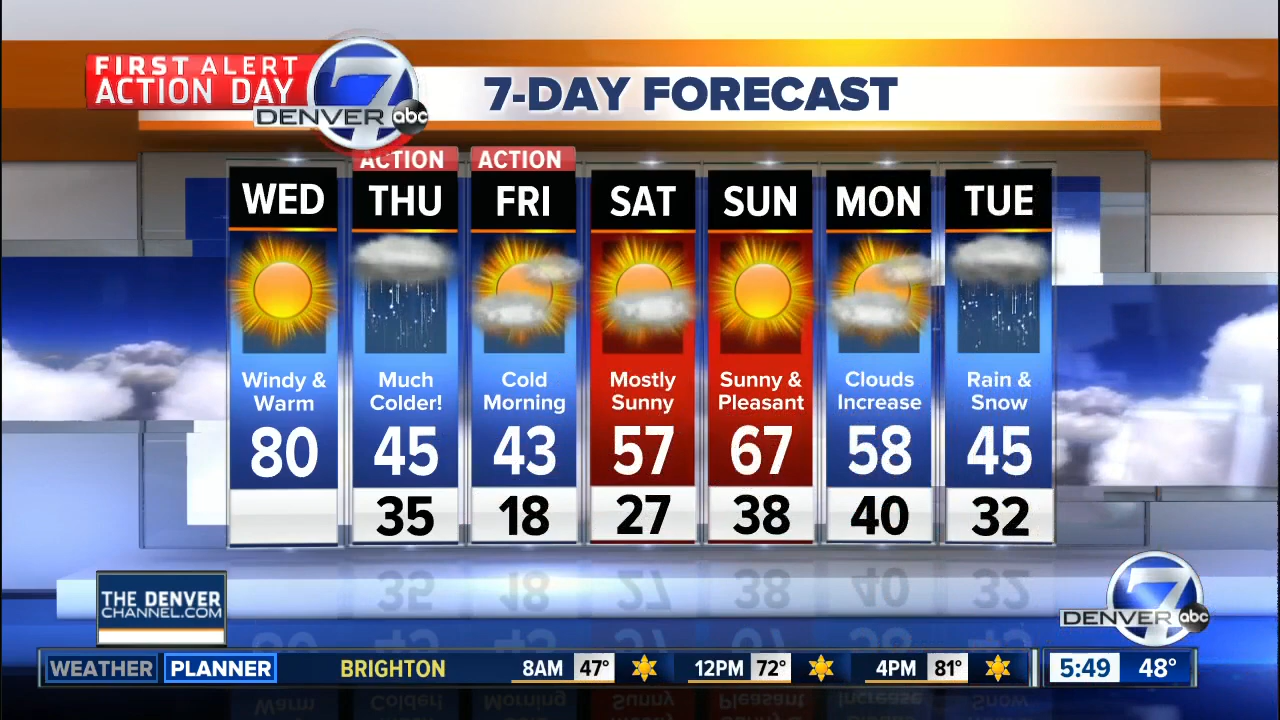 FIRST ALERT
ACTION DAY
7
DENVER abc
7-DAY FORECAST
ACTION ACTION
WED THU FRI SAT SUN MON TUE
Windy & Much Cold Mostly Sunny & Clouds Rain &
Warm Colder! Morning Sunny Pleasant Increase Snow
80 45 43 57 67 58 45
35 18 27 38 40 32
THE DENVER
CHANNEL.COM
7
DENVER abc
WEATHER PLANNER BRIGHTON 8AM 47° 12PM 72° 4PM 81° 5:49 48°